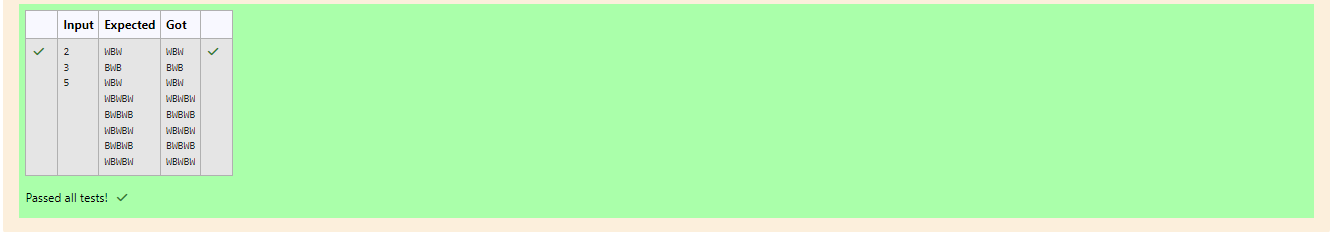 Input Expected Got
2 WBW WBW
3 BWB BWB
5 WBW WBW
WBWBW WBWBW
BWBWB BWBWB
WBWBW WBWBW
BWBWB BWBWB
WBWBW WBWBW
Passed all tests!